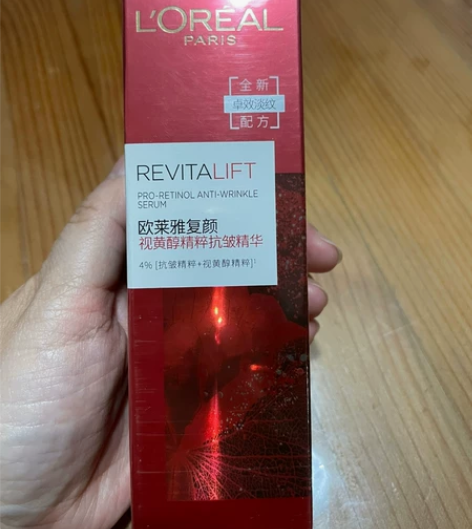 L'ORÉAL
PARIS
全新
卓效淡纹
配方
REVITALIFT
PRO-RETINOL ANTI-WRINKLE
SERUM
欧莱雅复颜
视黄醇精粹抗皱精华
4% [抗皱精粹+视黄醇精粹]¹